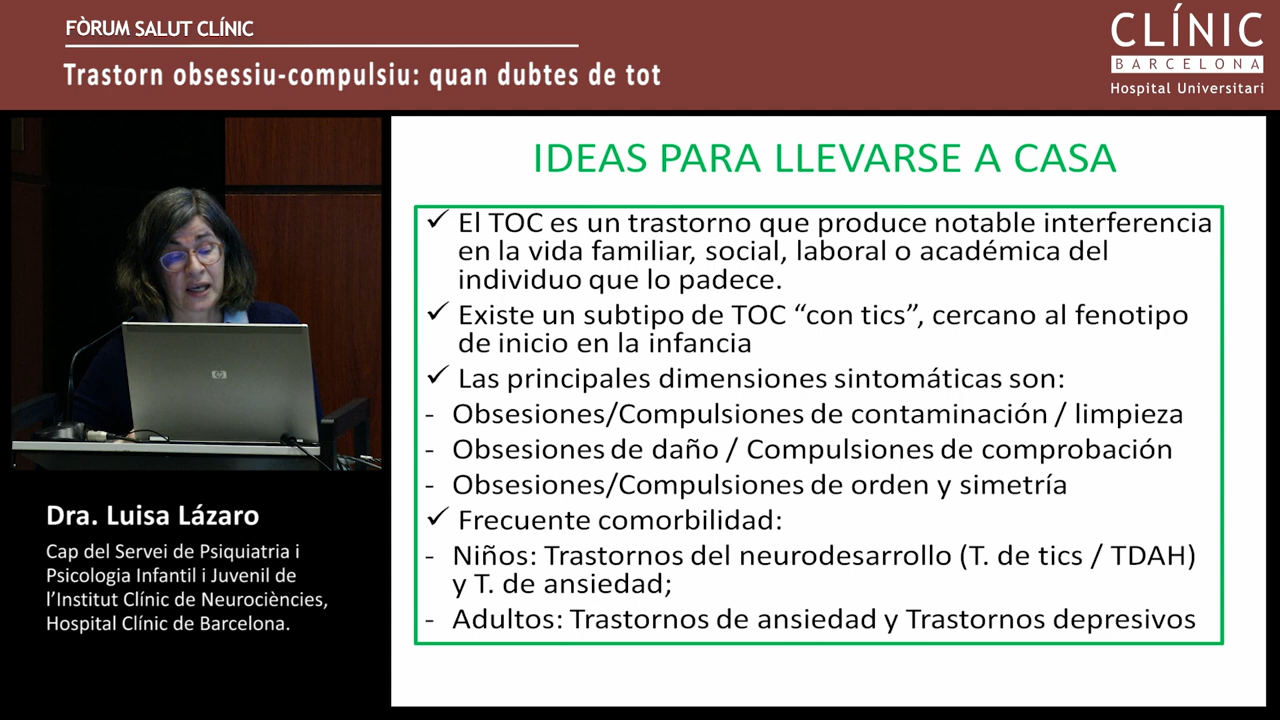 FÒRUM SALUT CLÍNIC
Trastorn obsessiu-compulsiu: quan dubtes de tot
CLÍNIC
BARCELONA
Hospital Universitari
IDEAS PARA LLEVARSE A CASA
✓ El TOC es un trastorno que produce notable interferencia
en la vida familiar, social, laboral o académica del
individuo que lo padece.
✓ Existe un subtipo de TOC “con tics”, cercano al fenotipo
de inicio en la infancia
✓ Las principales dimensiones sintomáticas son:
- Obsesiones/Compulsiones de contaminación / limpieza
- Obsesiones de daño / Compulsiones de comprobación
- Obsesiones/Compulsiones de orden y simetría
✓ Frecuente comorbilidad:
- Niños: Trastornos del neurodesarrollo (T. de tics / TDAH)
y T. de ansiedad;
- Adultos: Trastornos de ansiedad y Trastornos depresivos
hp
Dra. Luisa Lázaro
Cap del Servei de Psiquiatria i
Psicologia Infantil i Juvenil de
l’Institut Clínic de Neurociències,
Hospital Clínic de Barcelona.